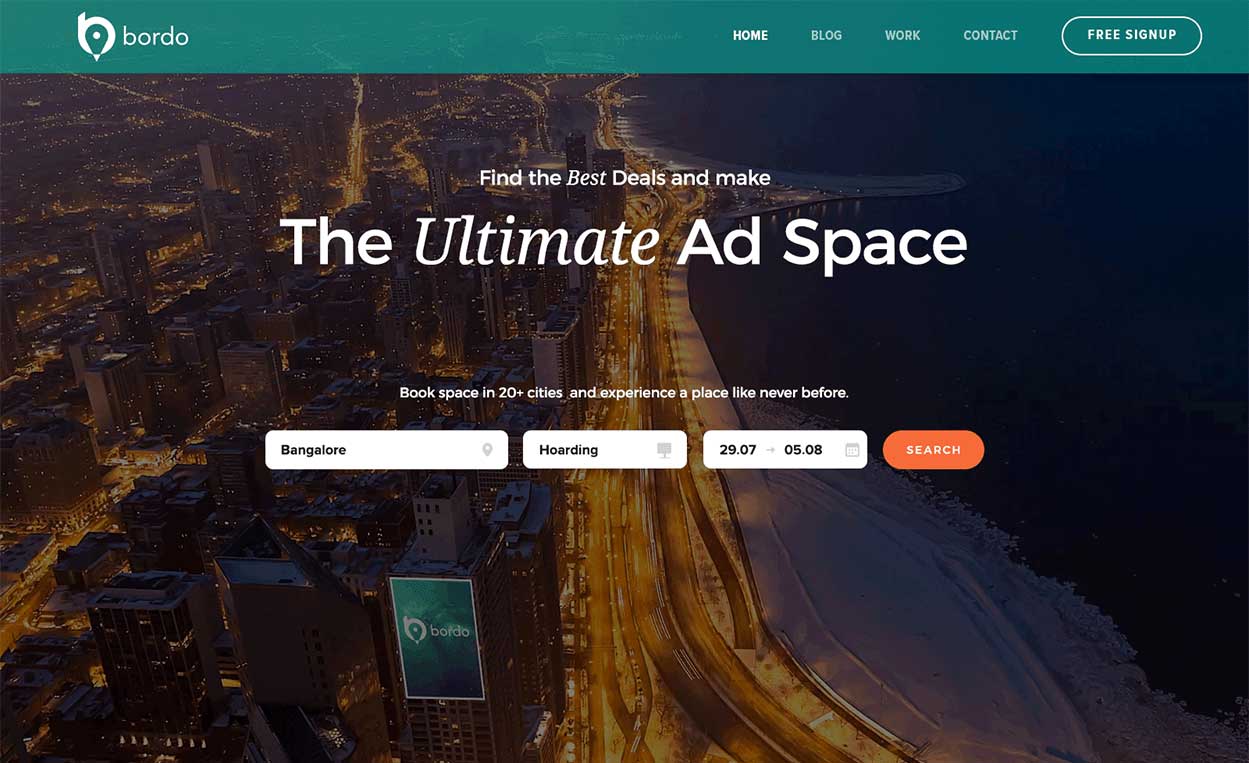 bordo
HOME BLOG WORK CONTACT FREE SIGNUP
Find the Best Deals and make
The Ultimate Ad Space
Book space in 20+ cities and experience a place like never before.
Bangalore Hoarding 29.07 → 05.08 SEARCH
bordo